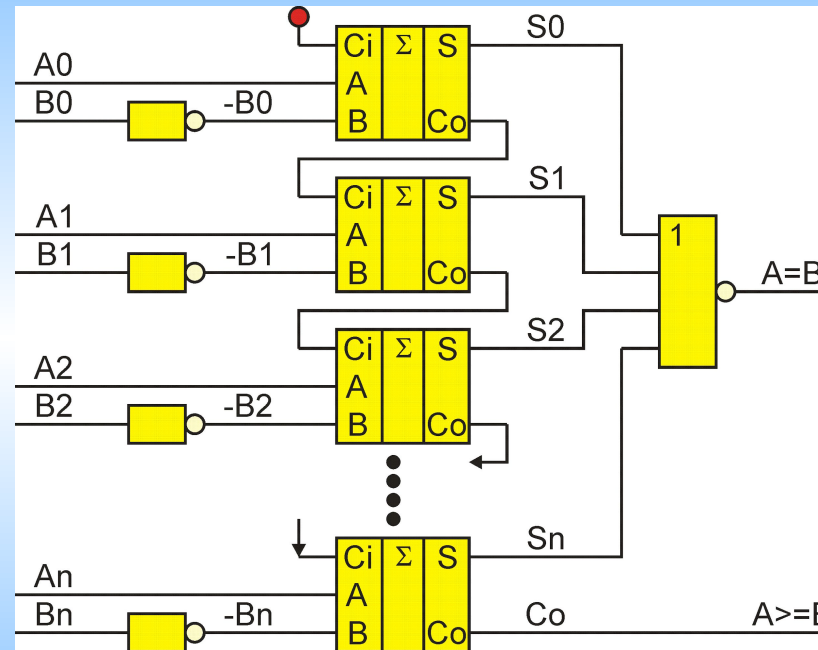 S0
Ci Σ S
A0
A
B0 -B0
B Co
S1
Ci Σ S
A1
A
1
B1 -B1
B Co
A=B
S2
Ci Σ S
A2
A
B2 -B2
B Co
Sn
Ci Σ S
An
A
Bn -Bn
B Co
Co
A>=